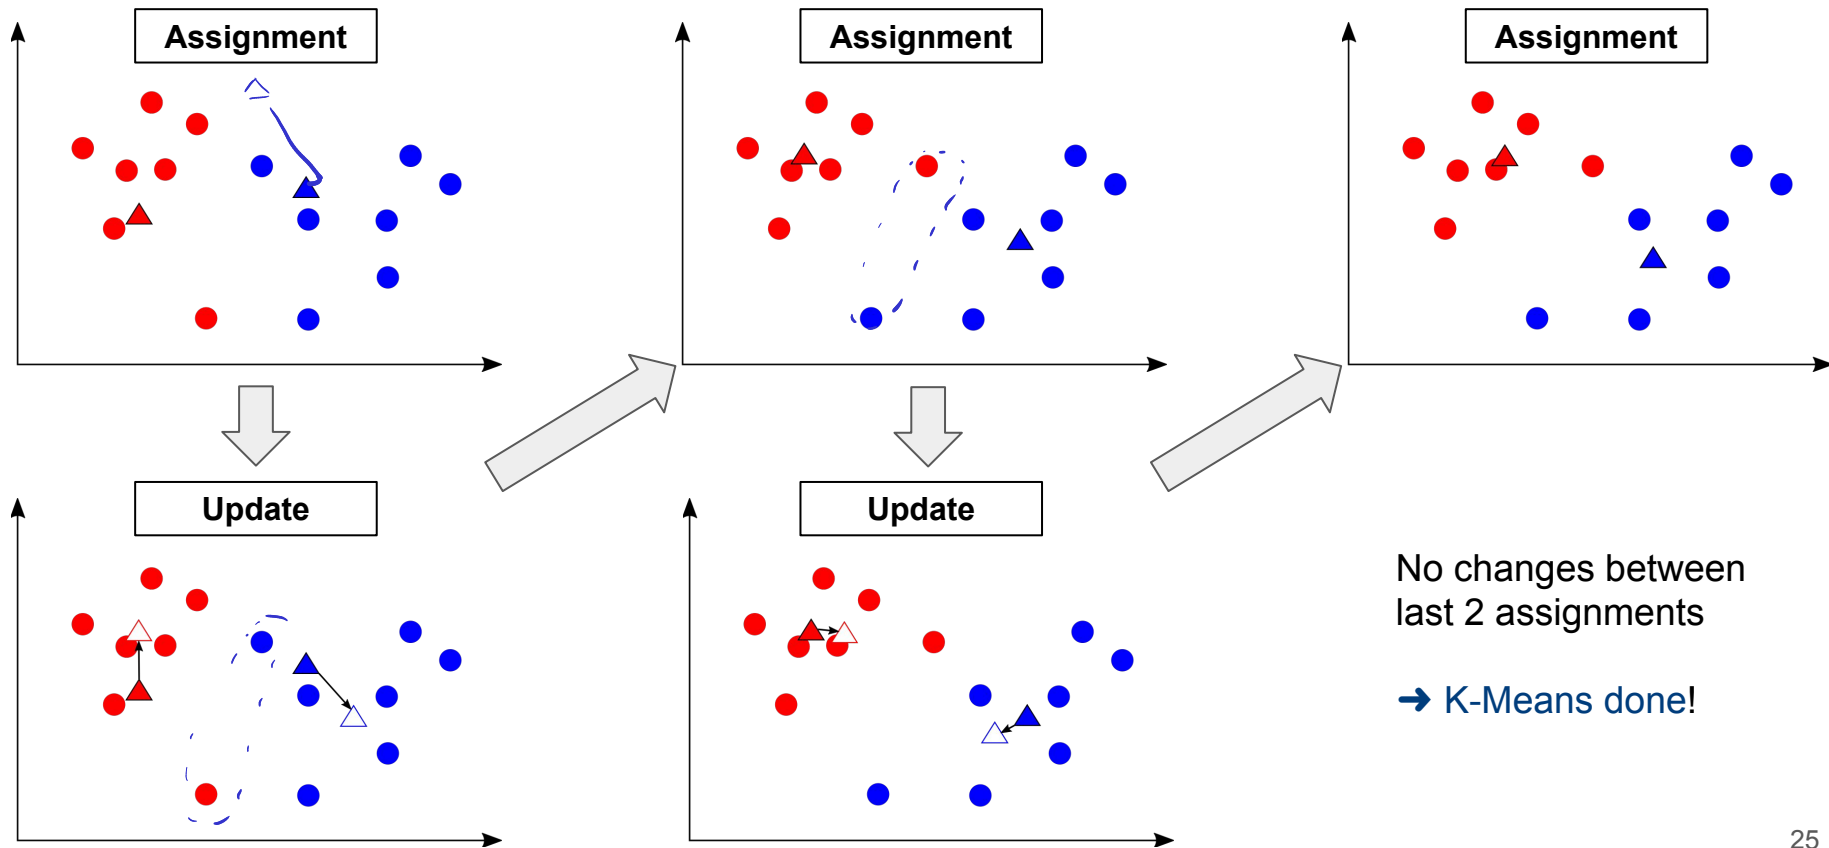 Assignment
Assignment
Assignment
Update
Update
No changes between
last 2 assignments
➜ K-Means done!
25